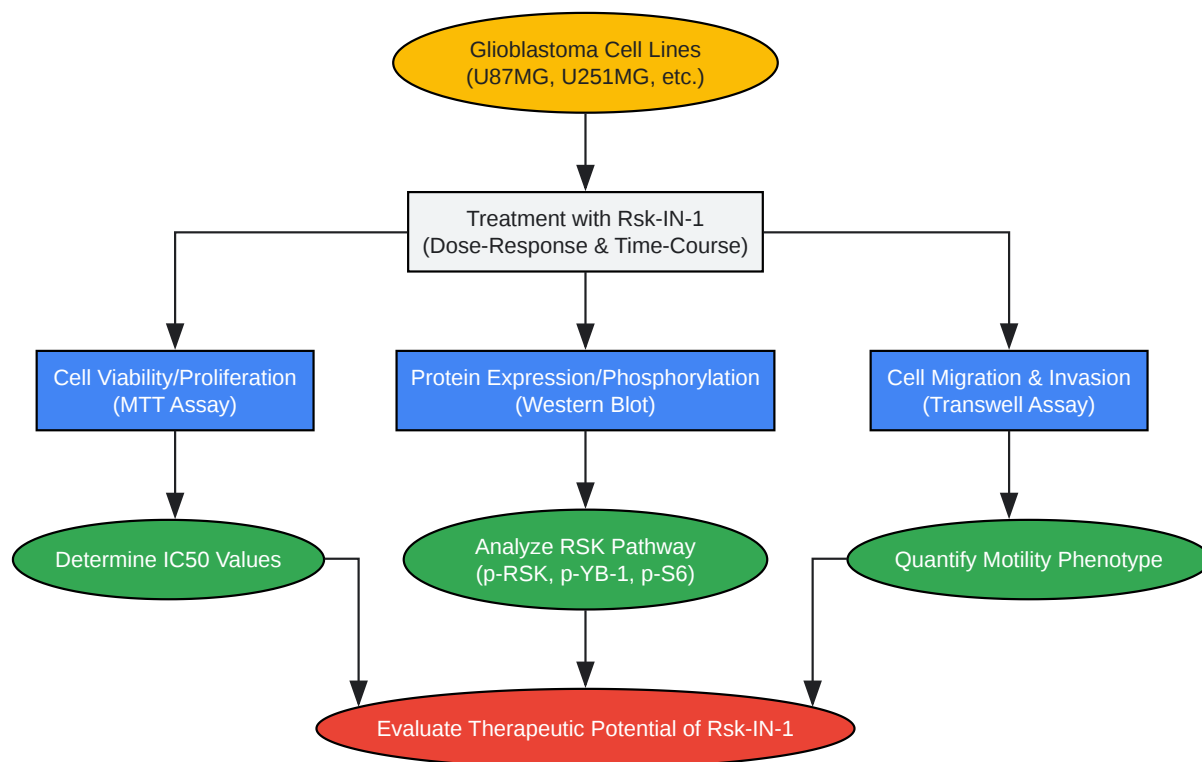 Glioblastoma Cell Lines
(U87MG, U251MG, etc.)
Treatment with Rsk-IN-1
(Dose-Response & Time-Course)
Cell Viability/Proliferation
(MTT Assay)
Protein Expression/Phosphorylation
(Western Blot)
Cell Migration & Invasion
(Transwell Assay)
Determine IC50 Values
Analyze RSK Pathway
(p-RSK, p-YB-1, p-S6)
Quantify Motility Phenotype
Evaluate Therapeutic Potential of Rsk-IN-1